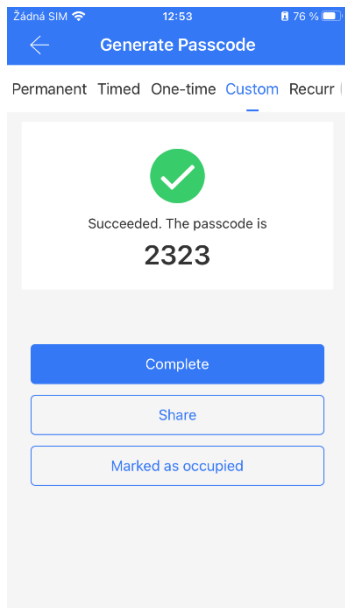 Žádná SIM 12:53 76 %
Generate Passcode
Permanent Timed One-time Custom Recurr
Succeeded. The passcode is
2323
Complete
Share
Marked as occupied